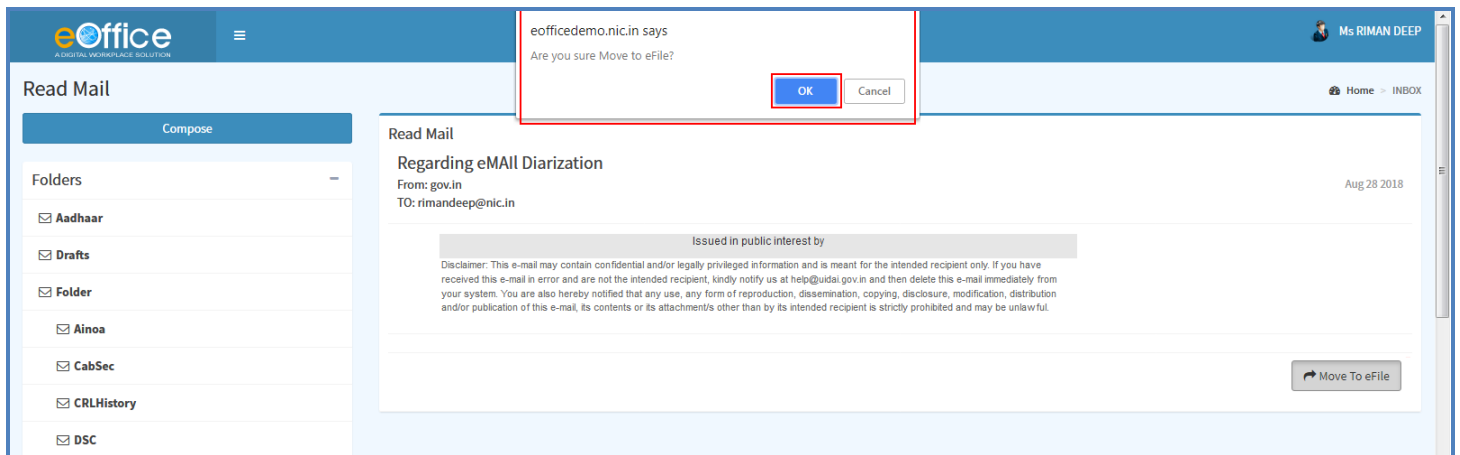 eOffice
A DIGITAL WORKPLACE SOLUTION
eofficedemo.nic.in says
Are you sure Move to eFile?
OK
Cancel
Ms RIMAN DEEP
Read Mail
Home > INBOX
Compose
Folders
Aadhaar
Drafts
Folder
Ainoa
CabSec
CRLHistory
DSC
Read Mail
Regarding eMAIl Diarization
From: gov.in
Aug 28 2018
TO: rimandeep@nic.in
Issued in public interest by
Disclaimer: This e-mail may contain confidential and/or legally privileged information and is meant for the intended recipient only. If you have
received this e-mail in error and are not the intended recipient, kindly notify us at help@uidai.gov.in and then delete this e-mail immediately from
your system. You are also hereby notified that any use, any form of reproduction, dissemination, copying, disclosure, modification, distribution
and/or publication of this e-mail, its contents or its attachment/s other than by its intended recipient is strictly prohibited and may be unlawful.
Move To eFile